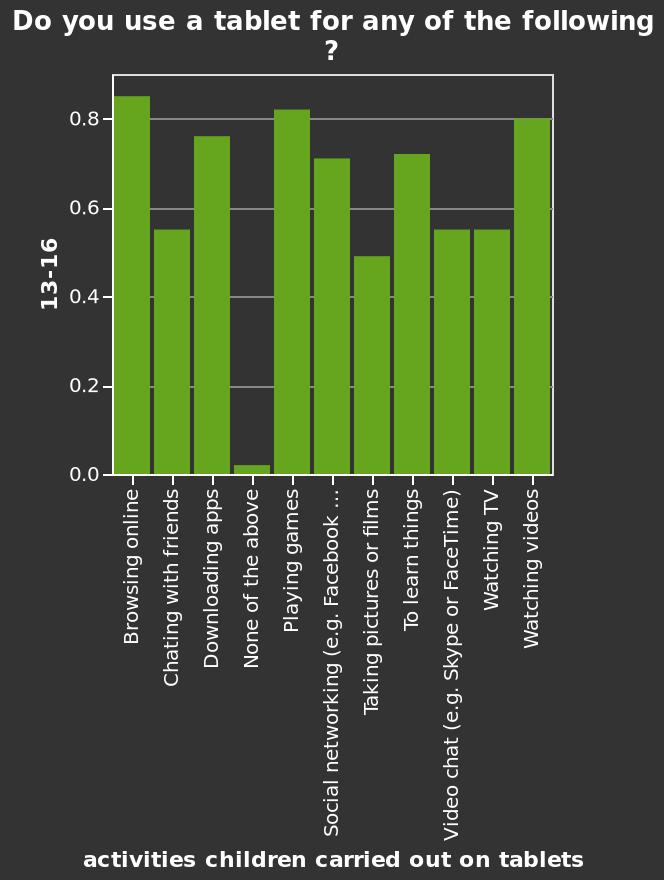 Do you use a tablet for any of the following
?
13-16
0.8
0.6
0.4
0.2
0.0
Browsing online
Chating with friends
Downloading apps
None of the above
Playing games
Social networking (e.g. Facebook ...
Taking pictures or films
To learn things
Video chat (e.g. Skype or FaceTime)
Watching TV
Watching videos
activities children carried out on tablets